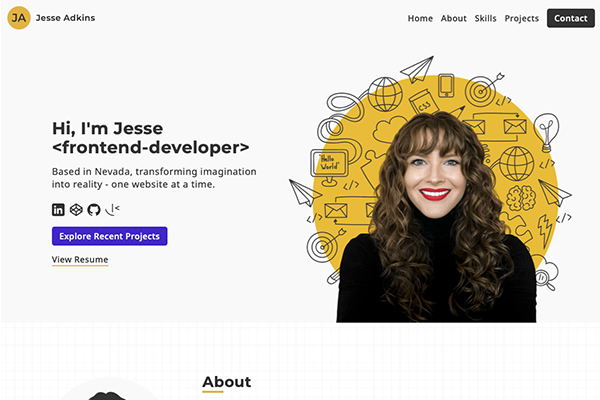 JA Jesse Adkins
Home About Skills Projects Contact
Hi, I'm Jesse
<frontend-developer>
Based in Nevada, transforming imagination
into reality - one website at a time.
Explore Recent Projects
View Resume
CSS
Hello
World
</>
</>
</>
</>
About